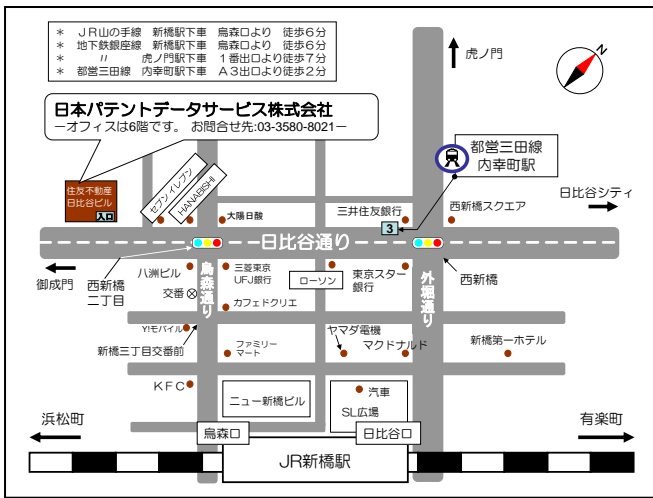 * JR山の手線 新橋駅下車 烏森口より 徒歩6分
* 地下鉄銀座線 新橋駅下車 烏森口より 徒歩6分
* 〃 虎ノ門駅下車 1番出口より徒歩7分
* 都営三田線 内幸町駅下車 A3出口より徒歩2分
虎ノ門
N
日本パテントデータサービス株式会社
−オフィスは6階です。 お問合せ先:03-3580-8021−
都営三田線
内幸町駅
住友不動産
日比谷ビル
入口
セブンイレブン
HANABISHI
大陽日酸
三井住友銀行
3
西新橋スクエア
日比谷シティ
日比谷通り
御成門
西新橋
二丁目
八洲ビル
交番
烏森通り
三菱東京
UFJ銀行
カフェドクリエ
ローソン
東京スター
銀行
外堀通り
西新橋
Y!モバイル
新橋三丁目交番前
ファミリー
マート
ヤマダ電機
マクドナルド
新橋第一ホテル
KFC
ニュー新橋ビル
汽車
SL広場
浜松町
烏森口
日比谷口
有楽町
JR新橋駅